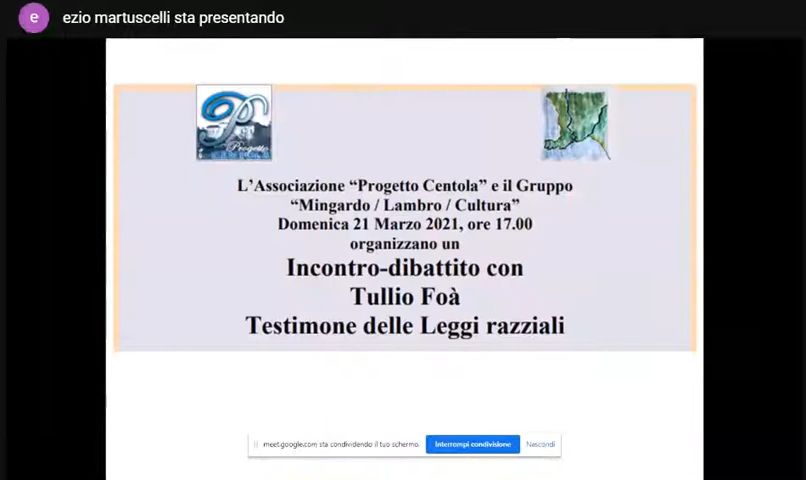 e
ezio martuscelli sta presentando
P
Progetto
CENTOLA
L'Associazione “Progetto Centola” e il Gruppo
“Mingardo / Lambro / Cultura”
Domenica 21 Marzo 2021, ore 17.00
organizzano un
Incontro-dibattito con
Tullio Foà
Testimone delle Leggi razziali
meet.google.com sta condividendo il tuo schermo. Interrompi condivisione Nascondi